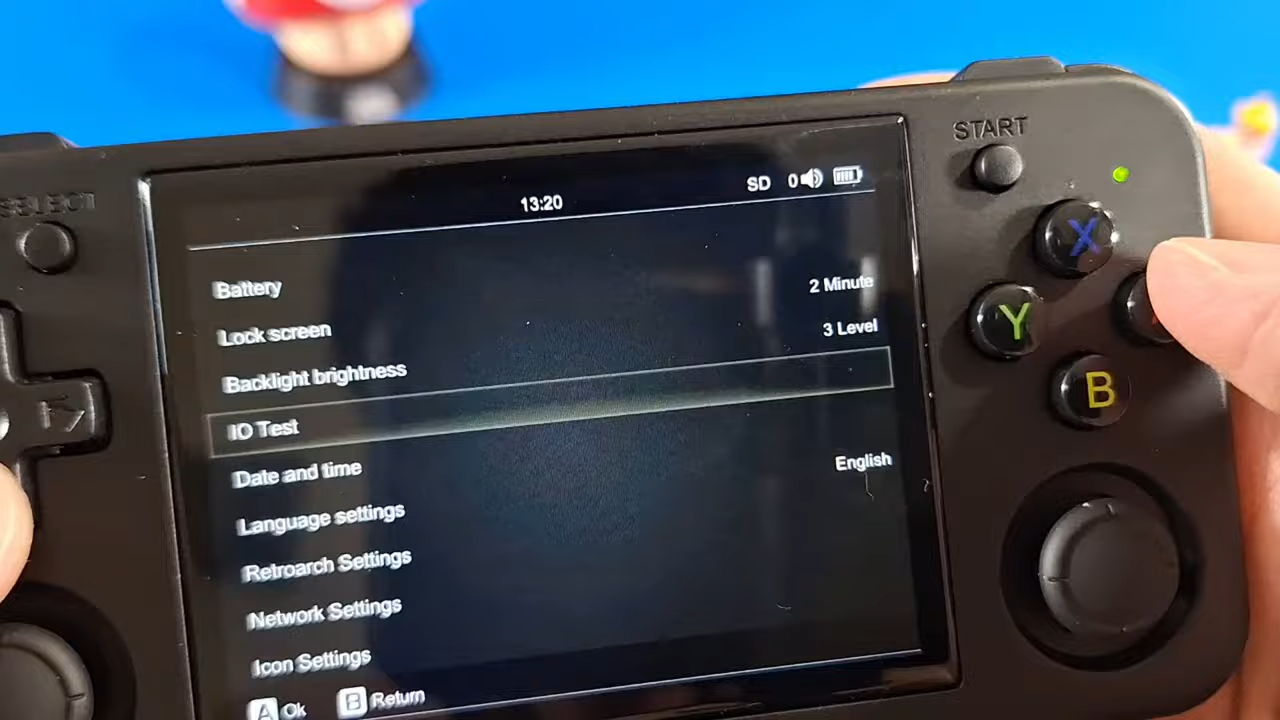 START
SELECT
13:20
SD 0
Battery
2 Minute
Lock screen
3 Level
Backlight brightness
IO Test
Date and time
English
Language settings
Retroarch Settings
Network Settings
Icon Settings
A Ok B Return
X
Y
B